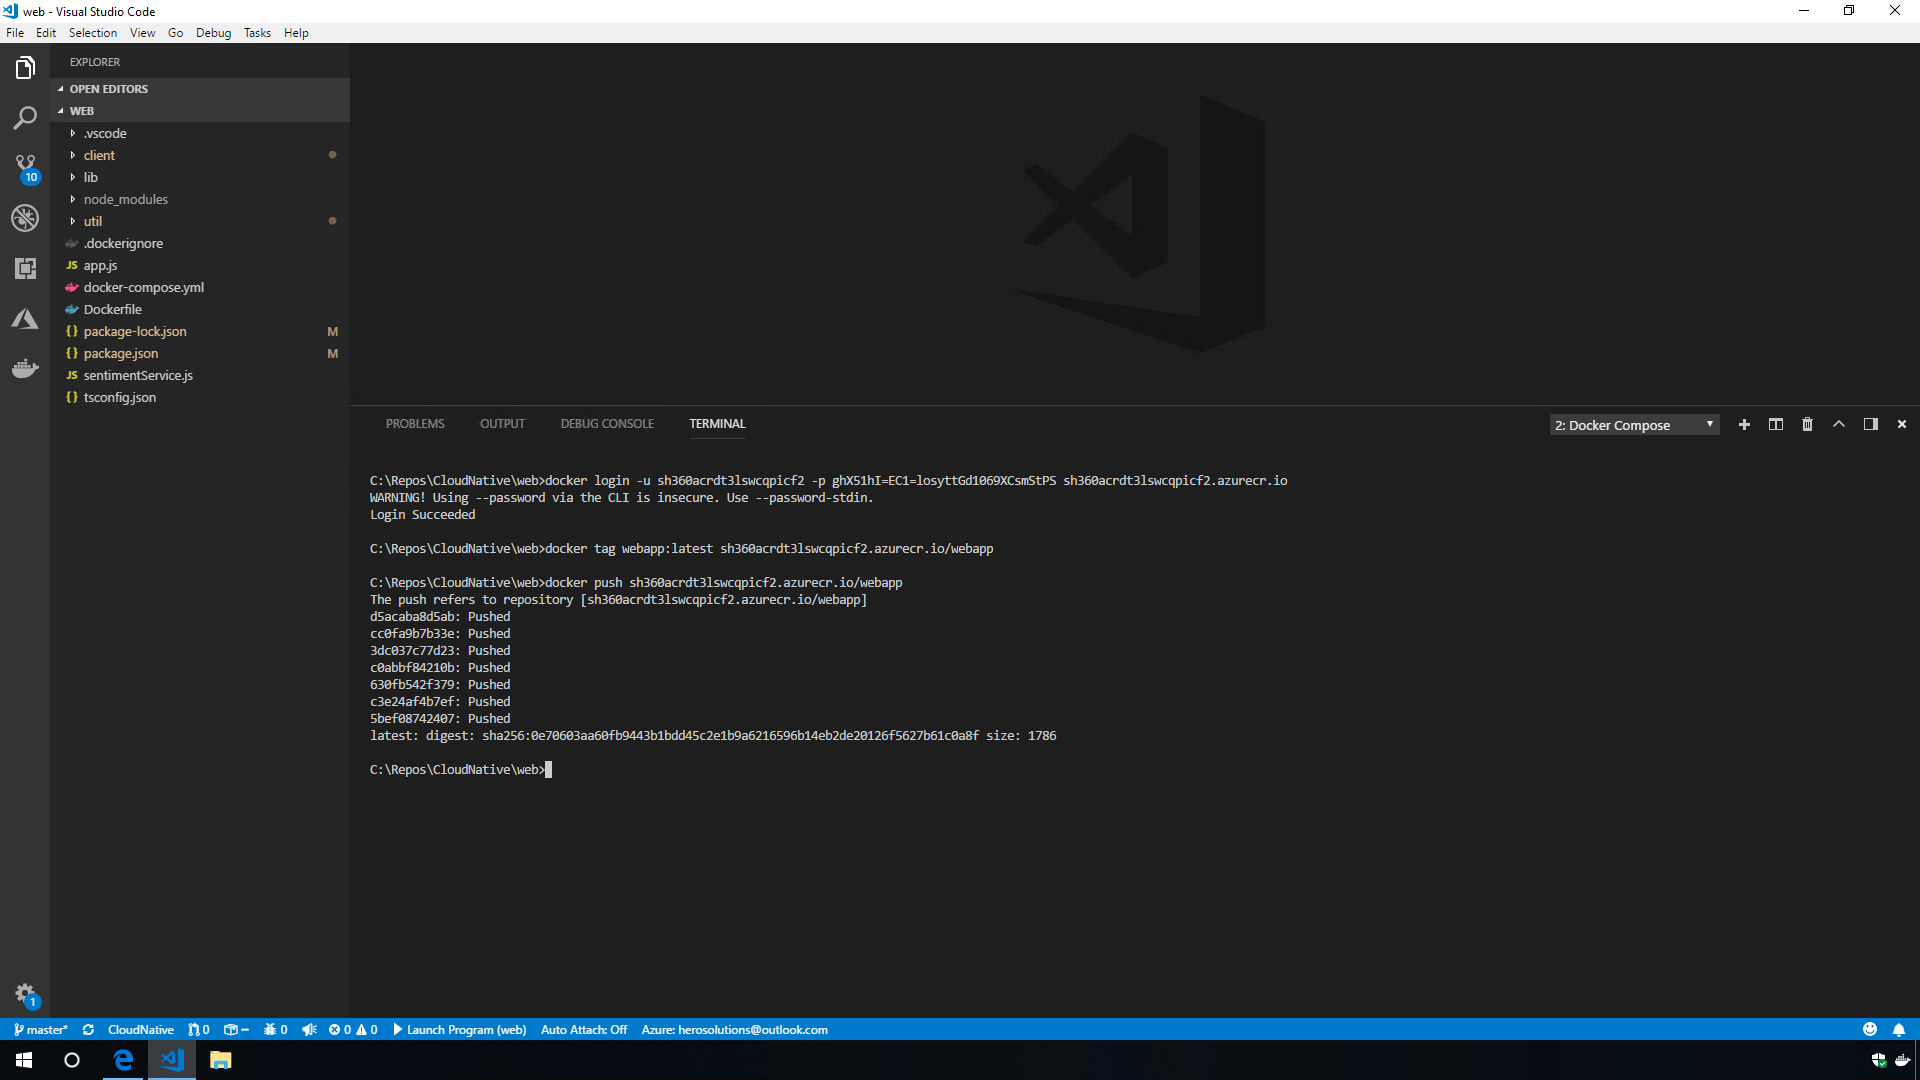 web - Visual Studio Code
File Edit Selection View Go Debug Tasks Help
EXPLORER
OPEN EDITORS
WEB
.vscode
client
lib
node_modules
util
.dockerignore
JS app.js
docker-compose.yml
Dockerfile
{} package-lock.json M
{} package.json M
JS sentimentService.js
{} tsconfig.json
10
1
PROBLEMS OUTPUT DEBUG CONSOLE TERMINAL
2: Docker Compose
C:\Repos\CloudNative\web>docker login -u sh360acrdt3lswcqpicf2 -p ghX51hI=EC1=losyttGd1069XCsmStPS sh360acrdt3lswcqpicf2.azurecr.io
WARNING! Using --password via the CLI is insecure. Use --password-stdin.
Login Succeeded
C:\Repos\CloudNative\web>docker tag webapp:latest sh360acrdt3lswcqpicf2.azurecr.io/webapp
C:\Repos\CloudNative\web>docker push sh360acrdt3lswcqpicf2.azurecr.io/webapp
The push refers to repository [sh360acrdt3lswcqpicf2.azurecr.io/webapp]
d5acaba8d5ab: Pushed
cc0fa9b7b33e: Pushed
3dc037c77d23: Pushed
c0abbf84210b: Pushed
630fb542f379: Pushed
c3e24af4b7ef: Pushed
5bef08742407: Pushed
latest: digest: sha256:0e70603aa60fb9443b1bdd45c2e1b9a6216596b14eb2de20126f5627b61c0a8f size: 1786
C:\Repos\CloudNative\web>
master* CloudNative 0 – 0 0 0 Launch Program (web) Auto Attach: Off Azure: herosolutions@outlook.com